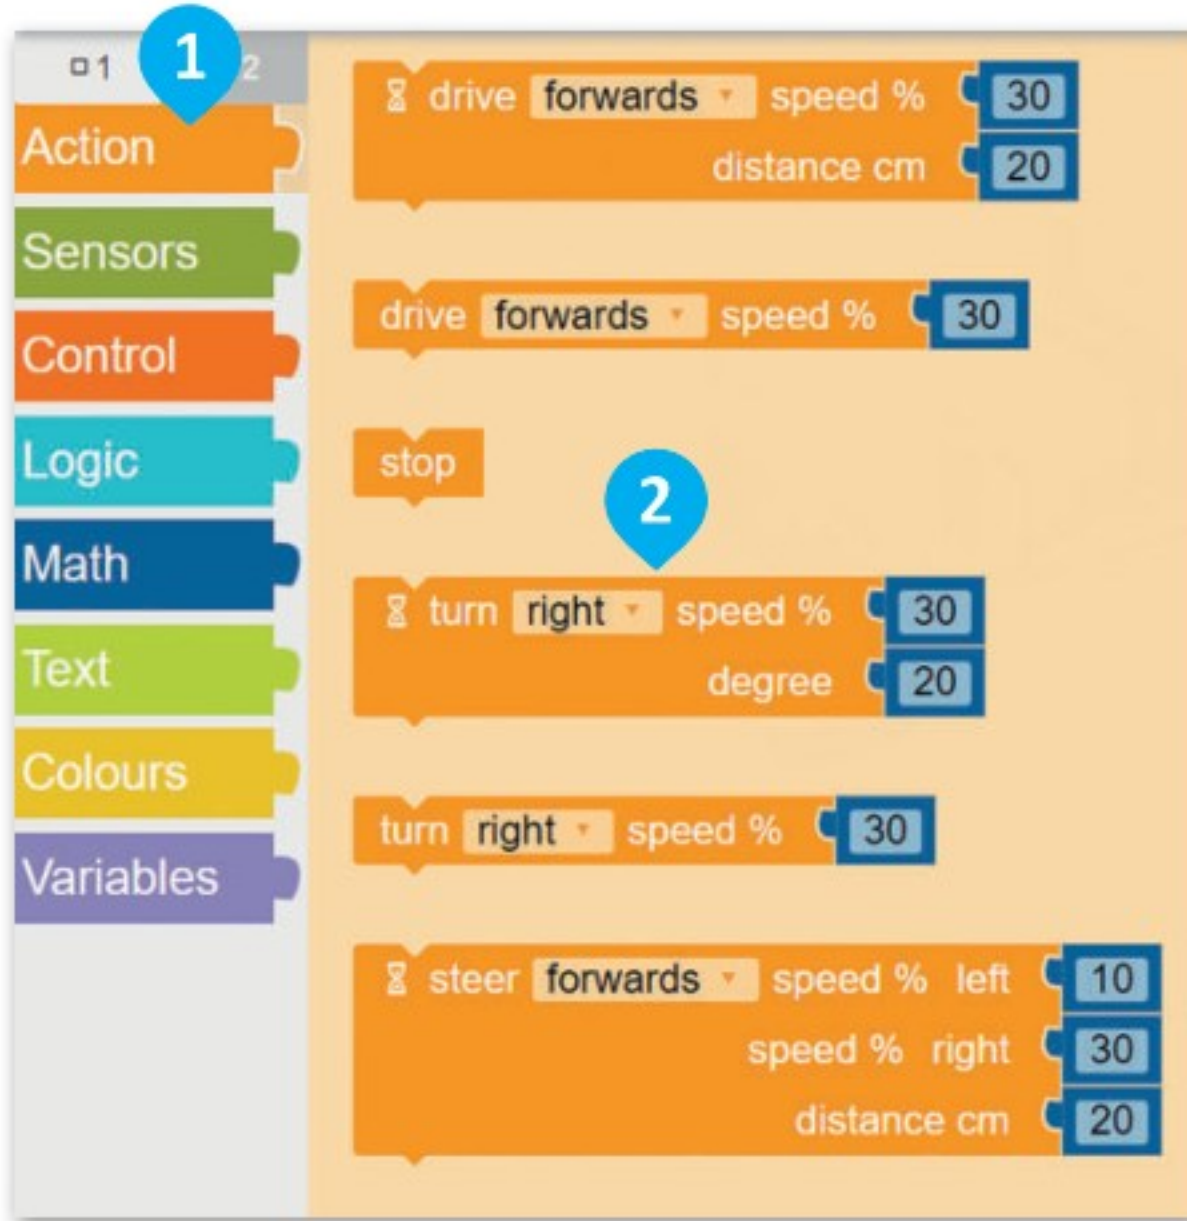 1
1 2
Action
Sensors
Control
Logic
Math
Text
Colours
Variables
drive forwards speed % 30
distance cm 20
drive forwards speed % 30
stop
2
turn right speed % 30
degree 20
turn right speed % 30
steer forwards speed % left 10
speed % right 30
distance cm 20